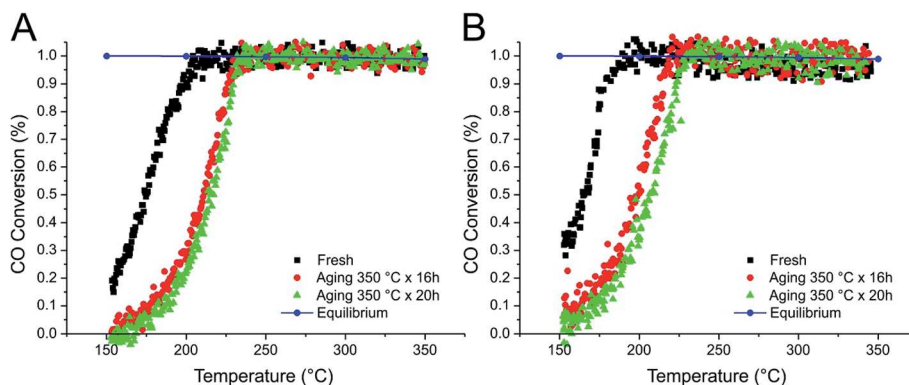 A
CO Conversion (%)
1.0
0.9
0.8
0.7
0.6
0.5
0.4
0.3
0.2
0.1
0.0
Fresh
Aging 350 °C x 16h
Aging 350 °C x 20h
Equilibrium
150 200 250 300 350
Temperature (°C)
B
CO Conversion (%)
1.0
0.9
0.8
0.7
0.6
0.5
0.4
0.3
0.2
0.1
0.0
Fresh
Aging 350 °C x 16h
Aging 350 °C x 20h
Equilibrium
150 200 250 300 350
Temperature (°C)